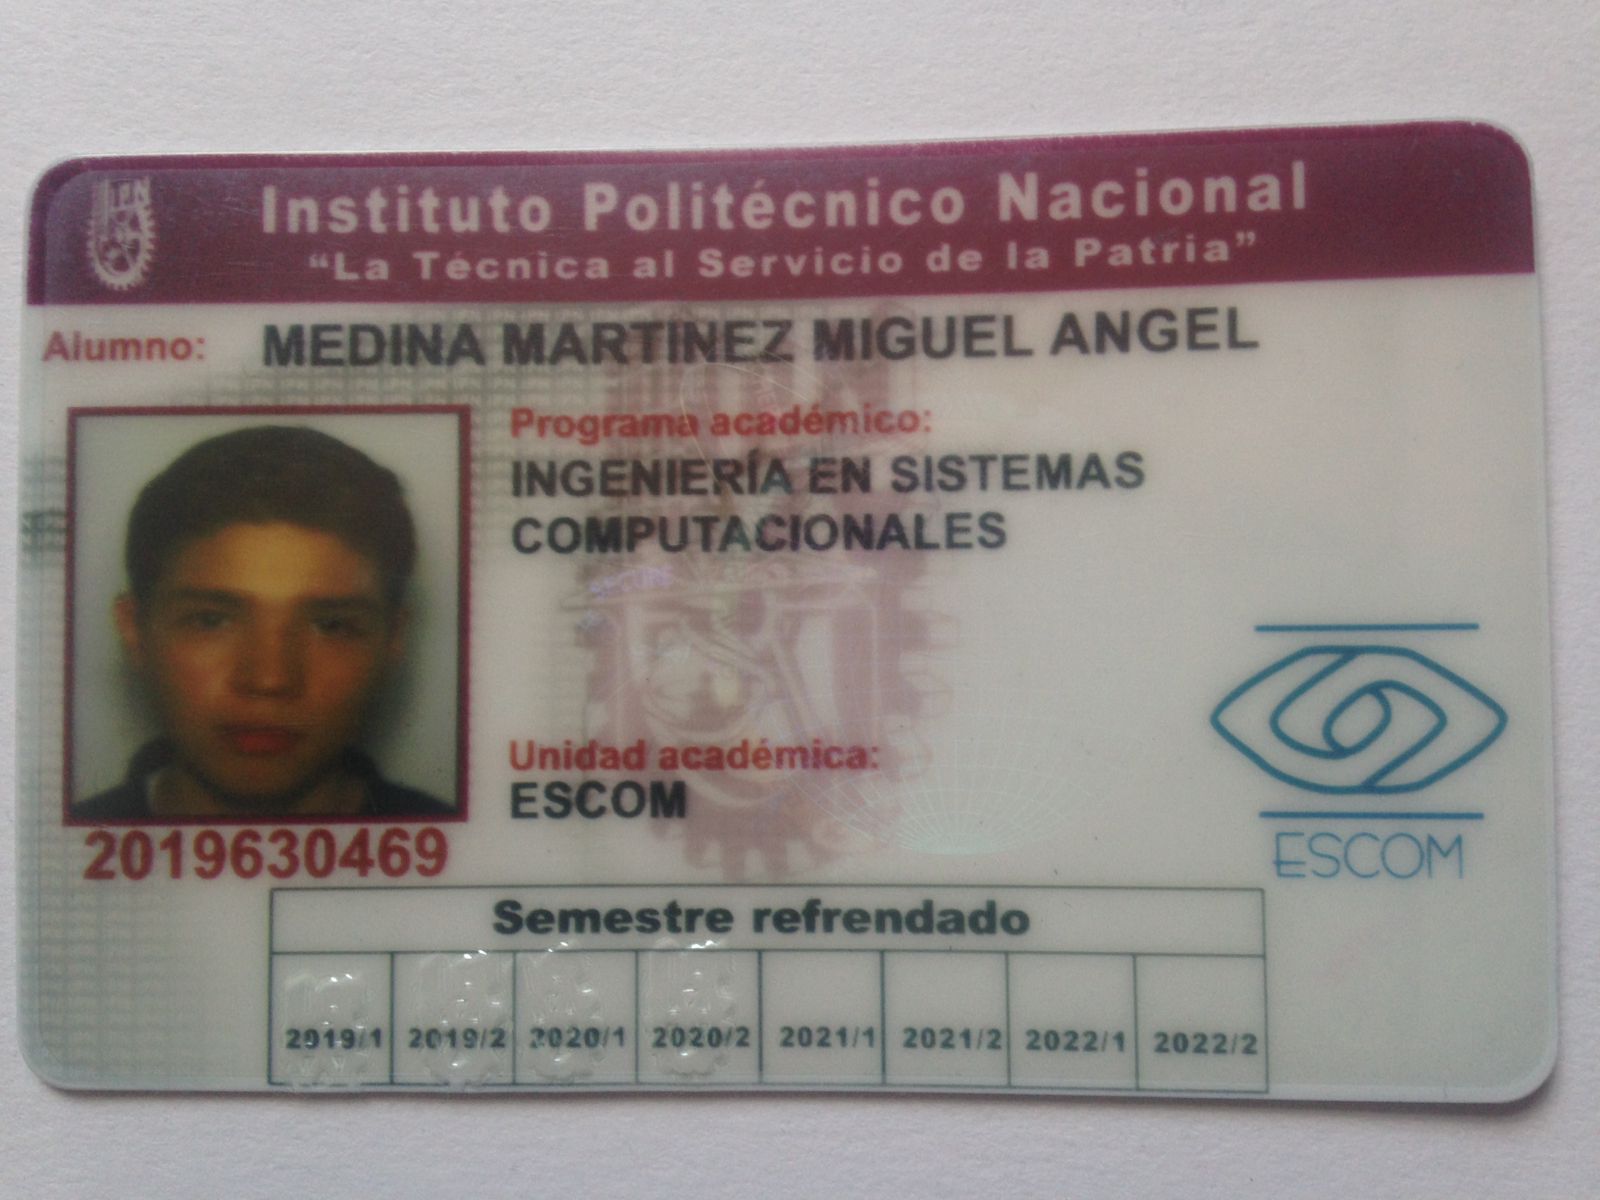 Instituto Politécnico Nacional
"La Técnica al Servicio de la Patria"
Alumno: MEDINA MARTINEZ MIGUEL ANGEL
Programa académico:
INGENIERÍA EN SISTEMAS
COMPUTACIONALES
Unidad académica:
ESCOM
2019630469
ESCOM
Semestre refrendado
2019/1 2019/2 2020/1 2020/2 2021/1 2021/2 2022/1 2022/2